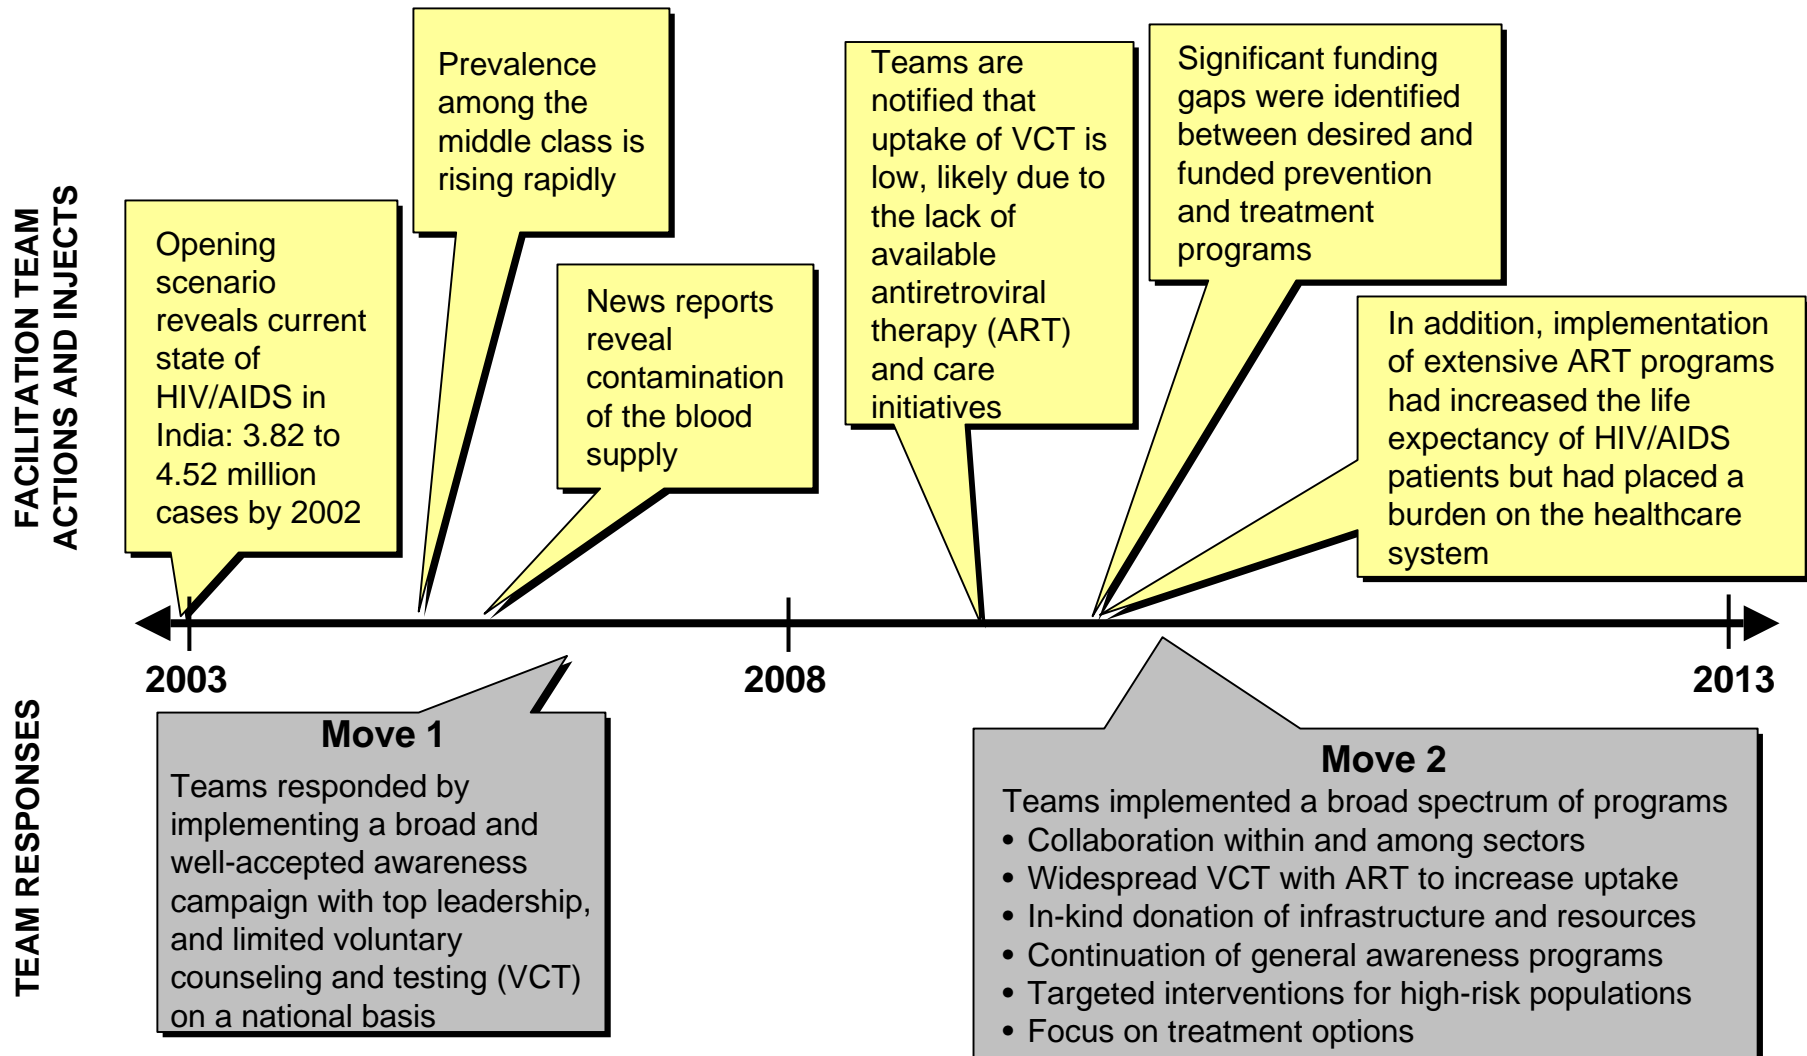 FACILITATION TEAM
ACTIONS AND INJECTS
Opening
scenario
reveals current
state of
HIV/AIDS in
India: 3.82 to
4.52 million
cases by 2002
Prevalence
among the
middle class is
rising rapidly
News reports
reveal
contamination
of the blood
supply
Teams are
notified that
uptake of VCT is
low, likely due to
the lack of
available
antiretroviral
therapy (ART)
and care
initiatives
Significant funding
gaps were identified
between desired and
funded prevention
and treatment
programs
In addition, implementation
of extensive ART programs
had increased the life
expectancy of HIV/AIDS
patients but had placed a
burden on the healthcare
system
2003
2008
2013
TEAM RESPONSES
Move 1
Teams responded by
implementing a broad and
well-accepted awareness
campaign with top leadership,
and limited voluntary
counseling and testing (VCT)
on a national basis
Move 2
Teams implemented a broad spectrum of programs
• Collaboration within and among sectors
• Widespread VCT with ART to increase uptake
• In-kind donation of infrastructure and resources
• Continuation of general awareness programs
• Targeted interventions for high-risk populations
• Focus on treatment options